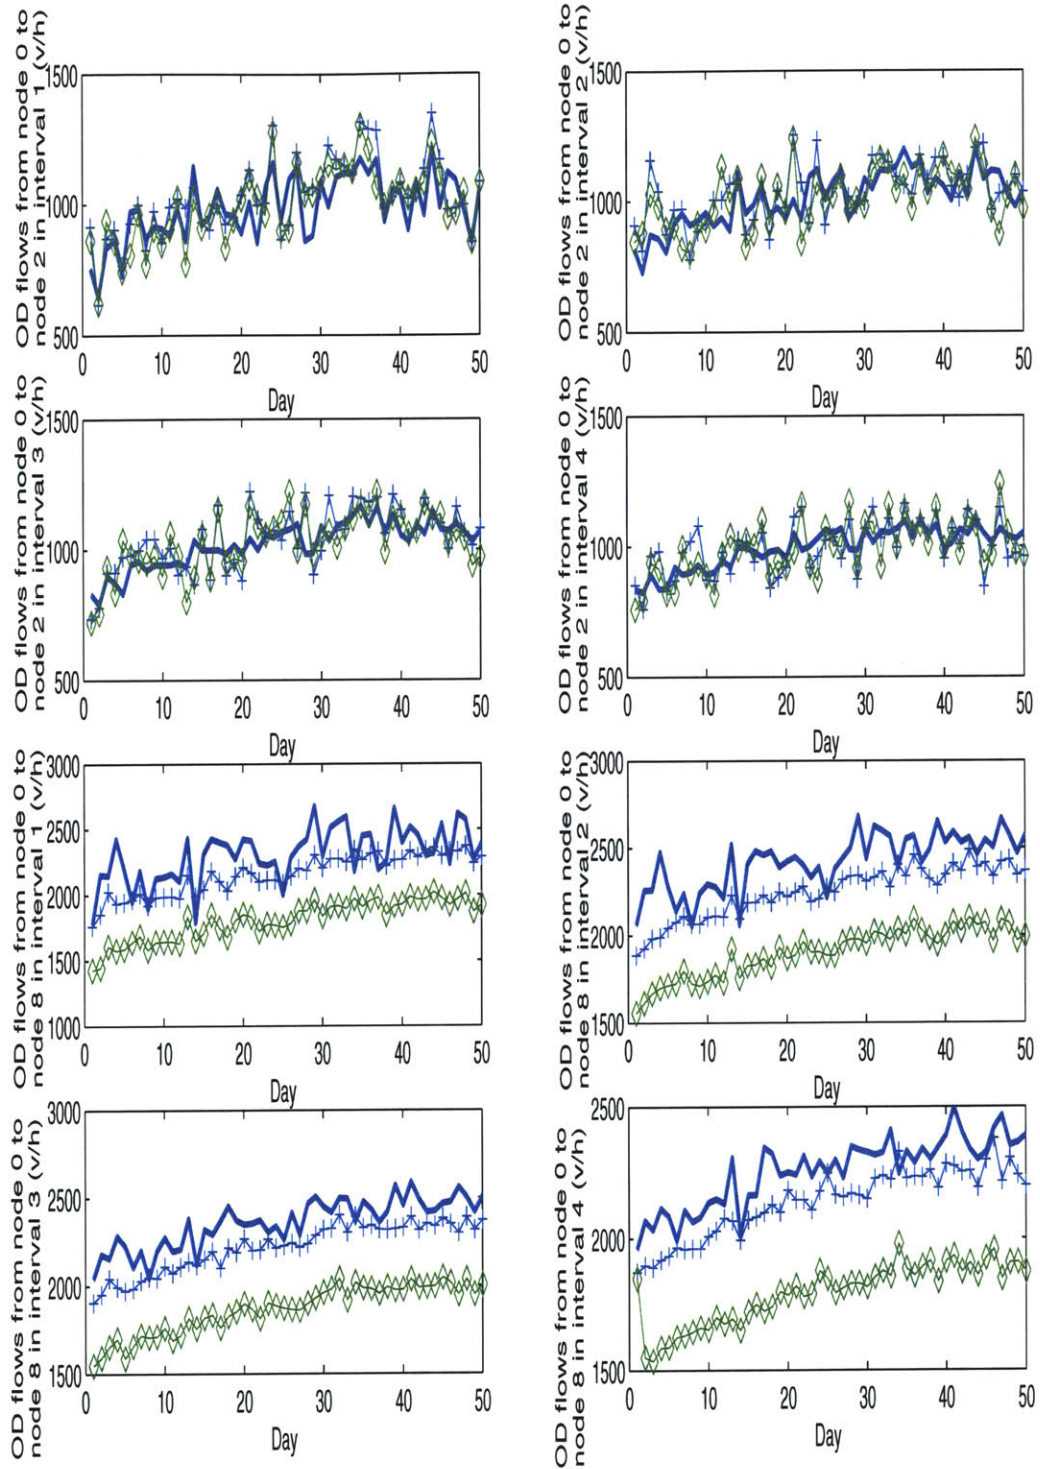 OD flows from node 0 to
node 2 in interval 1 (v/h)
1500
1000
500
0 10 20 30 40 50
Day
OD flows from node 0 to
node 2 in interval 2 (v/h)
1500
1000
500
0 10 20 30 40 50
Day
OD flows from node 0 to
node 2 in interval 3 (v/h)
1500
1000
500
0 10 20 30 40 50
Day
OD flows from node 0 to
node 2 in interval 4 (v/h)
1500
1000
500
0 10 20 30 40 50
Day
OD flows from node 0 to
node 8 in interval 1 (v/h)
3000
2500
2000
1500
1000
0 10 20 30 40 50
Day
OD flows from node 0 to
node 8 in interval 2 (v/h)
3000
2500
2000
1500
0 10 20 30 40 50
Day
OD flows from node 0 to
node 8 in interval 3 (v/h)
3000
2500
2000
1500
0 10 20 30 40 50
Day
OD flows from node 0 to
node 8 in interval 4 (v/h)
2500
2000
1500
0 10 20 30 40 50
Day